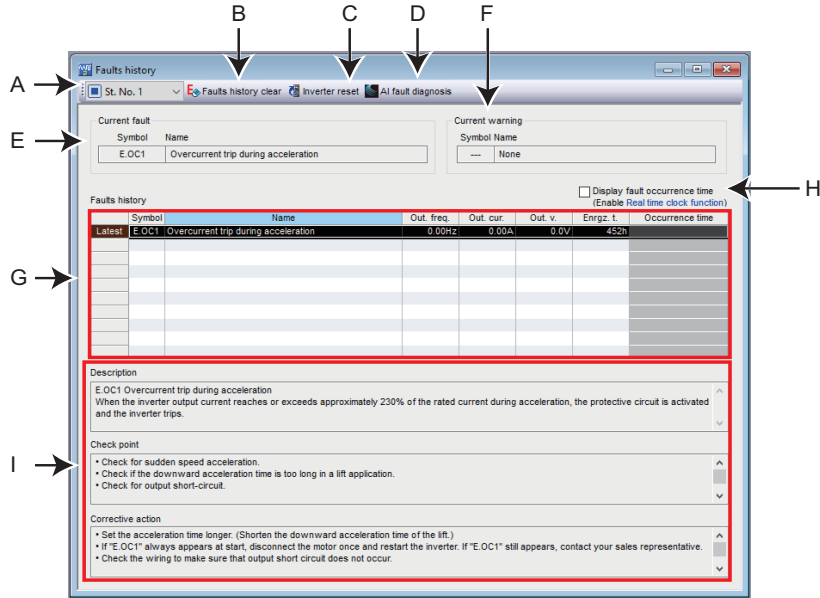 B C D F
Faults history
A St. No. 1 Faults history clear Inverter reset AI fault diagnosis
Current fault Current warning
E Symbol Name Symbol Name
E.OC1 Overcurrent trip during acceleration --- None
Display fault occurrence time H
(Enable Real time clock function)
Faults history
Symbol Name Out. freq. Out. cur. Out. v. Enrgz. t. Occurrence time
Latest E.OC1 Overcurrent trip during acceleration 0.00Hz 0.00A 0.0V 452h
G
Description
E.OC1 Overcurrent trip during acceleration
When the inverter output current reaches or exceeds approximately 230% of the rated current during acceleration, the protective circuit is activated
and the inverter trips.
Check point
I • Check for sudden speed acceleration.
• Check if the downward acceleration time is too long in a lift application.
• Check for output short-circuit.
Corrective action
• Set the acceleration time longer. (Shorten the downward acceleration time of the lift.)
• If "E.OC1" always appears at start, disconnect the motor once and restart the inverter. If "E.OC1" still appears, contact your sales representative.
• Check the wiring to make sure that output short circuit does not occur.